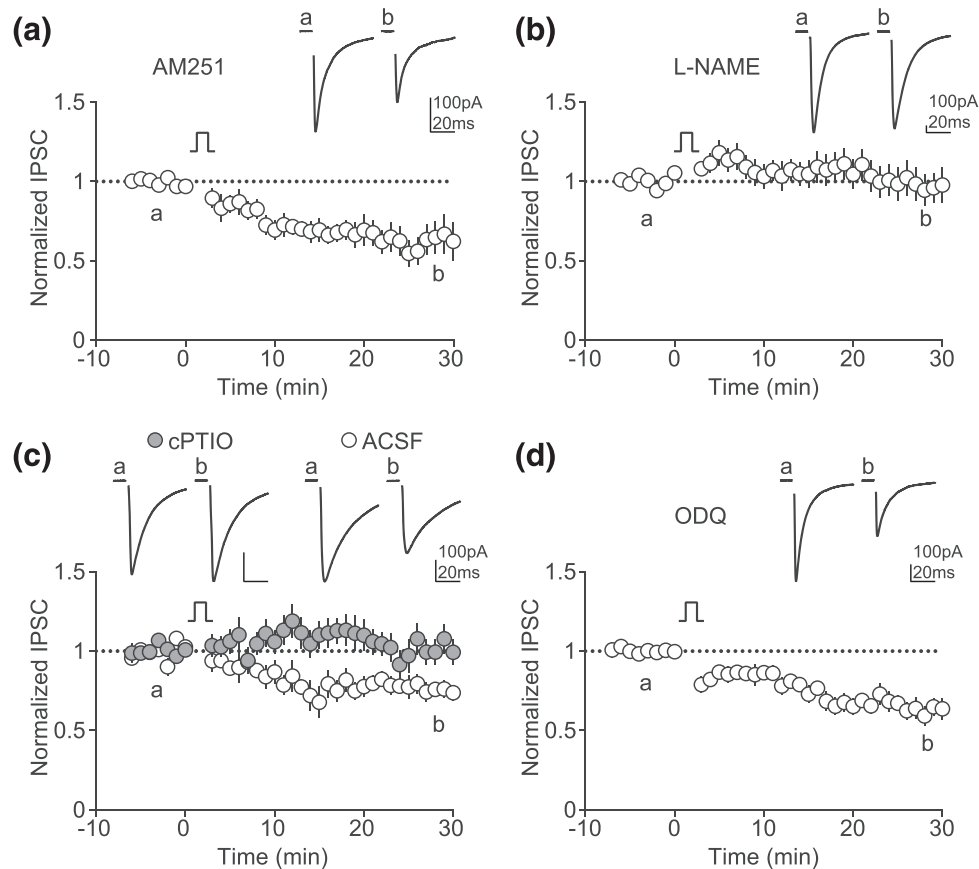 (a)
AM251
a b
100pA
20ms
1.5
1
0.5
0
Normalized IPSC
a
b
-10 0 10 20 30
Time (min)
(b)
L-NAME
a b
100pA
20ms
1.5
1
0.5
0
Normalized IPSC
a
b
-10 0 10 20 30
Time (min)
(c)
cPTIO ACSF
a b a b
100pA
20ms
1.5
1
0.5
0
Normalized IPSC
a
b
-10 0 10 20 30
Time (min)
(d)
ODQ
a b
100pA
20ms
1.5
1
0.5
0
Normalized IPSC
a
b
-10 0 10 20 30
Time (min)